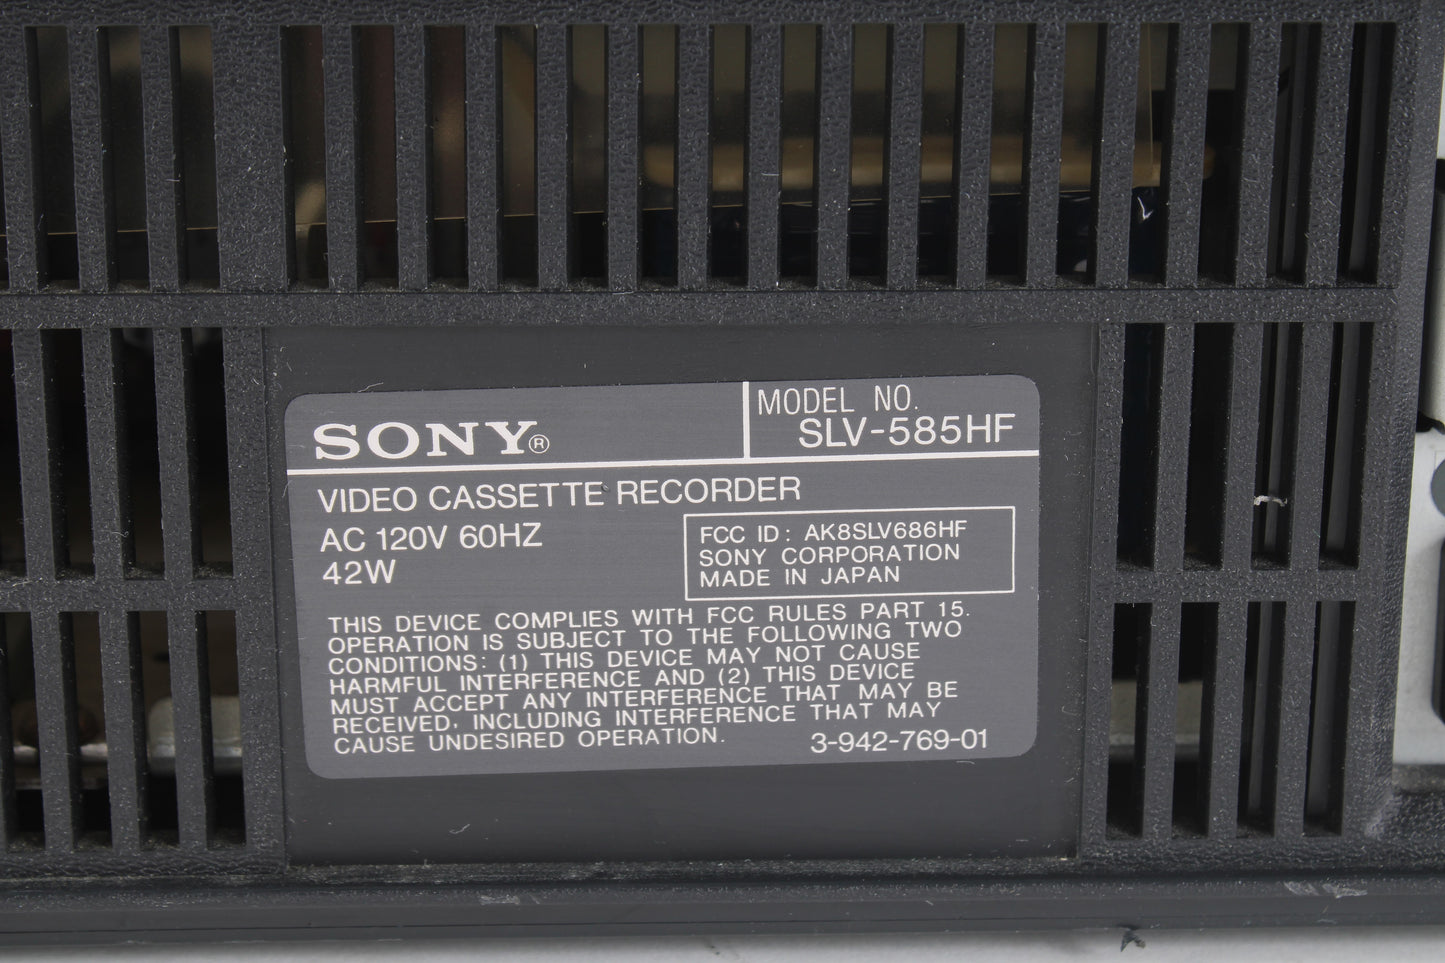 SONY®
MODEL NO.
SLV-585HF
VIDEO CASSETTE RECORDER
AC 120V 60HZ
42W
FCC ID: AK8SLV686HF
SONY CORPORATION
MADE IN JAPAN
THIS DEVICE COMPLIES WITH FCC RULES PART 15.
OPERATION IS SUBJECT TO THE FOLLOWING TWO
CONDITIONS: (1) THIS DEVICE MAY NOT CAUSE
HARMFUL INTERFERENCE AND (2) THIS DEVICE
MUST ACCEPT ANY INTERFERENCE THAT MAY BE
RECEIVED, INCLUDING INTERFERENCE THAT MAY
CAUSE UNDESIRED OPERATION.
3-942-769-01